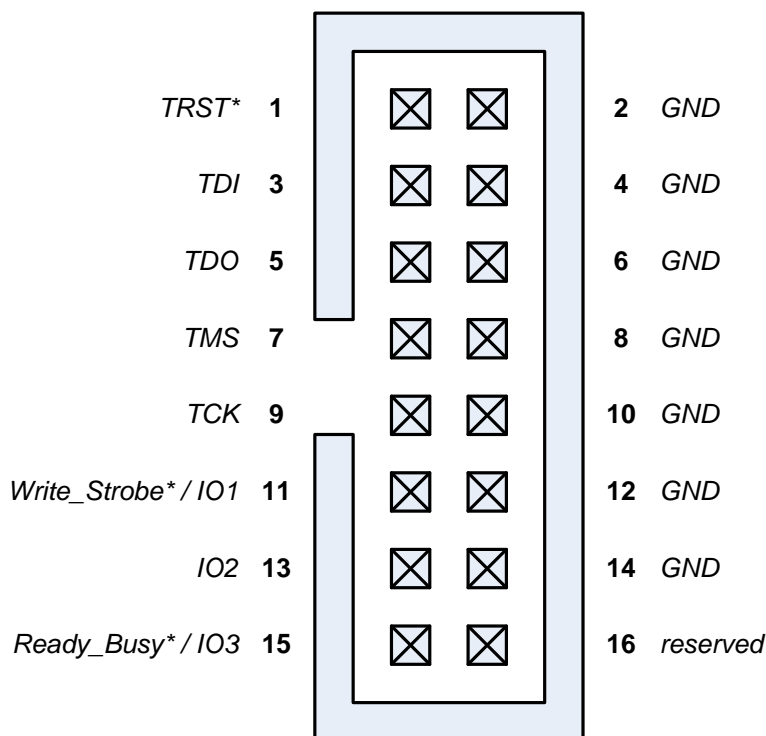 TRST* 1 2 GND
TDI 3 4 GND
TDO 5 6 GND
TMS 7 8 GND
TCK 9 10 GND
Write_Strobe* / IO1 11 12 GND
IO2 13 14 GND
Ready_Busy* / IO3 15 16 reserved